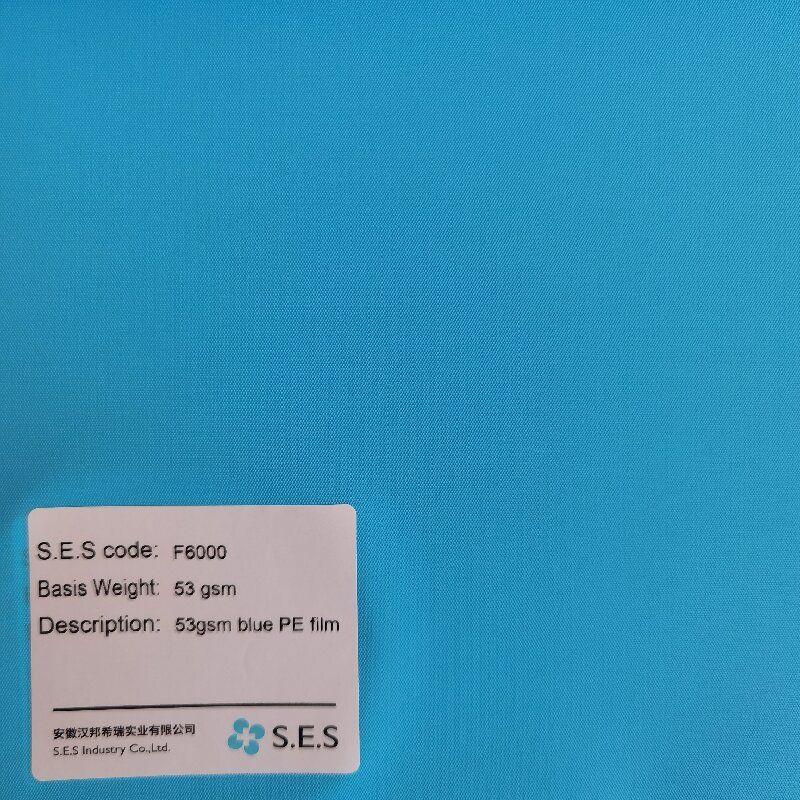 S.E.S code: F6000
Basis Weight: 53 gsm
Description: 53gsm blue PE film
安徽汉邦希瑞实业有限公司
S.E.S Industry Co.,Ltd.
S.E.S